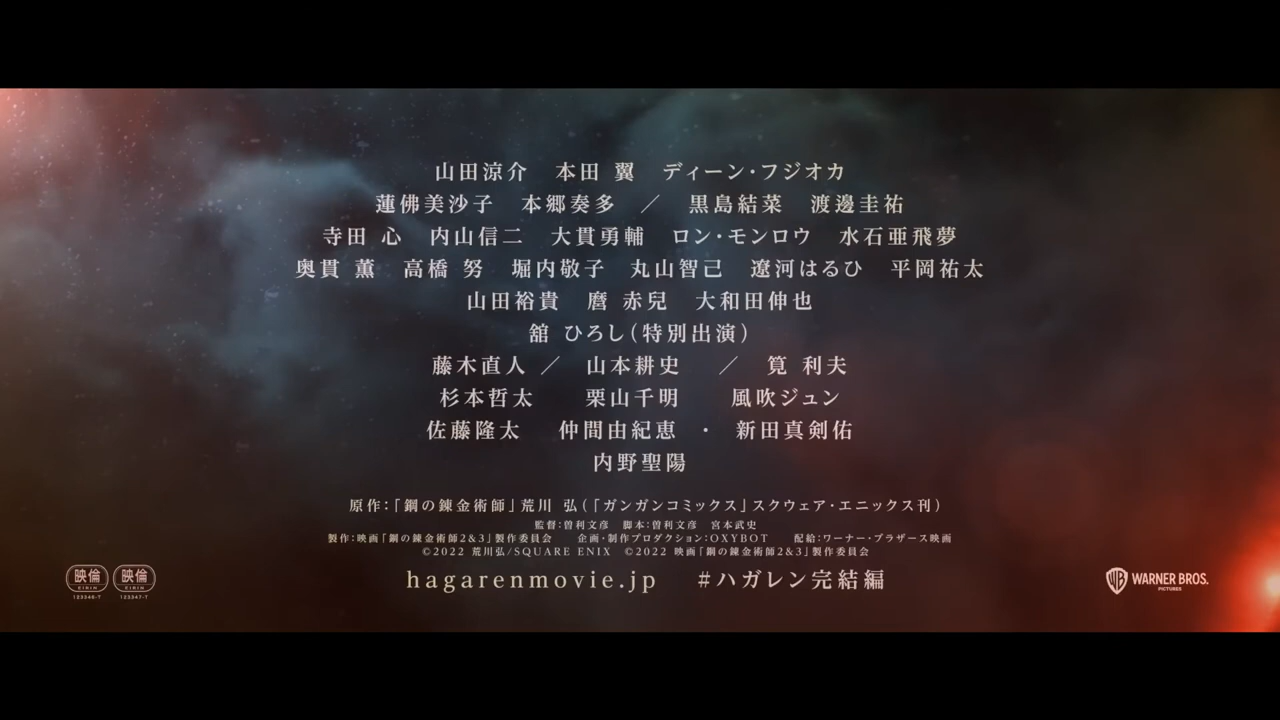 山田涼介　本田 翼　ディーン・フジオカ
蓮佛美沙子　本郷奏多　／　黒島結菜　渡邊圭祐
寺田 心　内山信二　大貫勇輔　ロン・モンロウ　水石亜飛夢
奥貫 薫　高橋 努　堀内敬子　丸山智己　遼河はるひ　平岡祐太
山田裕貴　麿 赤兒　大和田伸也
舘 ひろし（特別出演）
藤木直人 ／　山本耕史　／　筧 利夫
杉本哲太　栗山千明　風吹ジュン
佐藤隆太　仲間由紀恵　・　新田真剣佑
内野聖陽
原作：「鋼の錬金術師」荒川 弘（「ガンガンコミックス」スクウェア・エニックス刊）
監督：曽利文彦　脚本：曽利文彦　宮本武史
製作：映画「鋼の錬金術師2&3」製作委員会　企画・制作プロダクション：OXYBOT　配給：ワーナー・ブラザース映画
©2022 荒川弘/SQUARE ENIX　©2022 映画「鋼の錬金術師2&3」製作委員会
hagarenmovie.jp　#ハガレン完結編
映倫 EIRIN 123346-T
映倫 EIRIN 123347-T
WB WARNER BROS. PICTURES